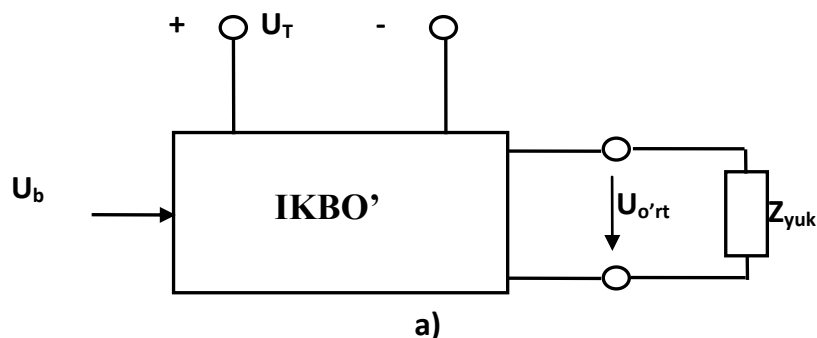 + U_T -
U_b
IKBO’
U_o’rt
Z_yuk
a)